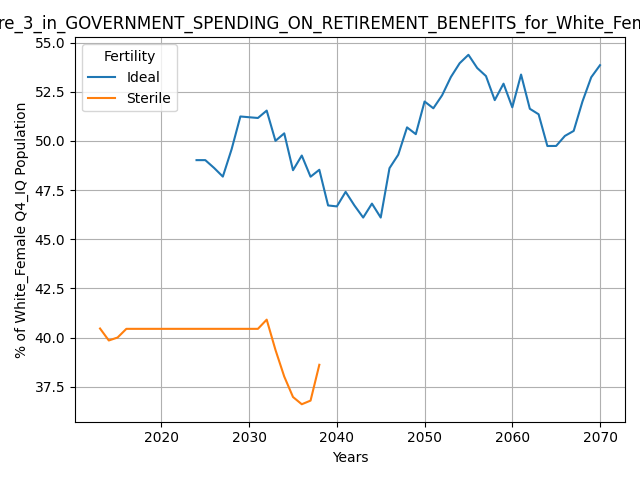 re_3_in_GOVERNMENT_SPENDING_ON_RETIREMENT_BENEFITS_for_White_Fem
Fertility
Ideal
Sterile
% of White_Female Q4_IQ Population
55.0
52.5
50.0
47.5
45.0
42.5
40.0
37.5
2020 2030 2040 2050 2060 2070
Years